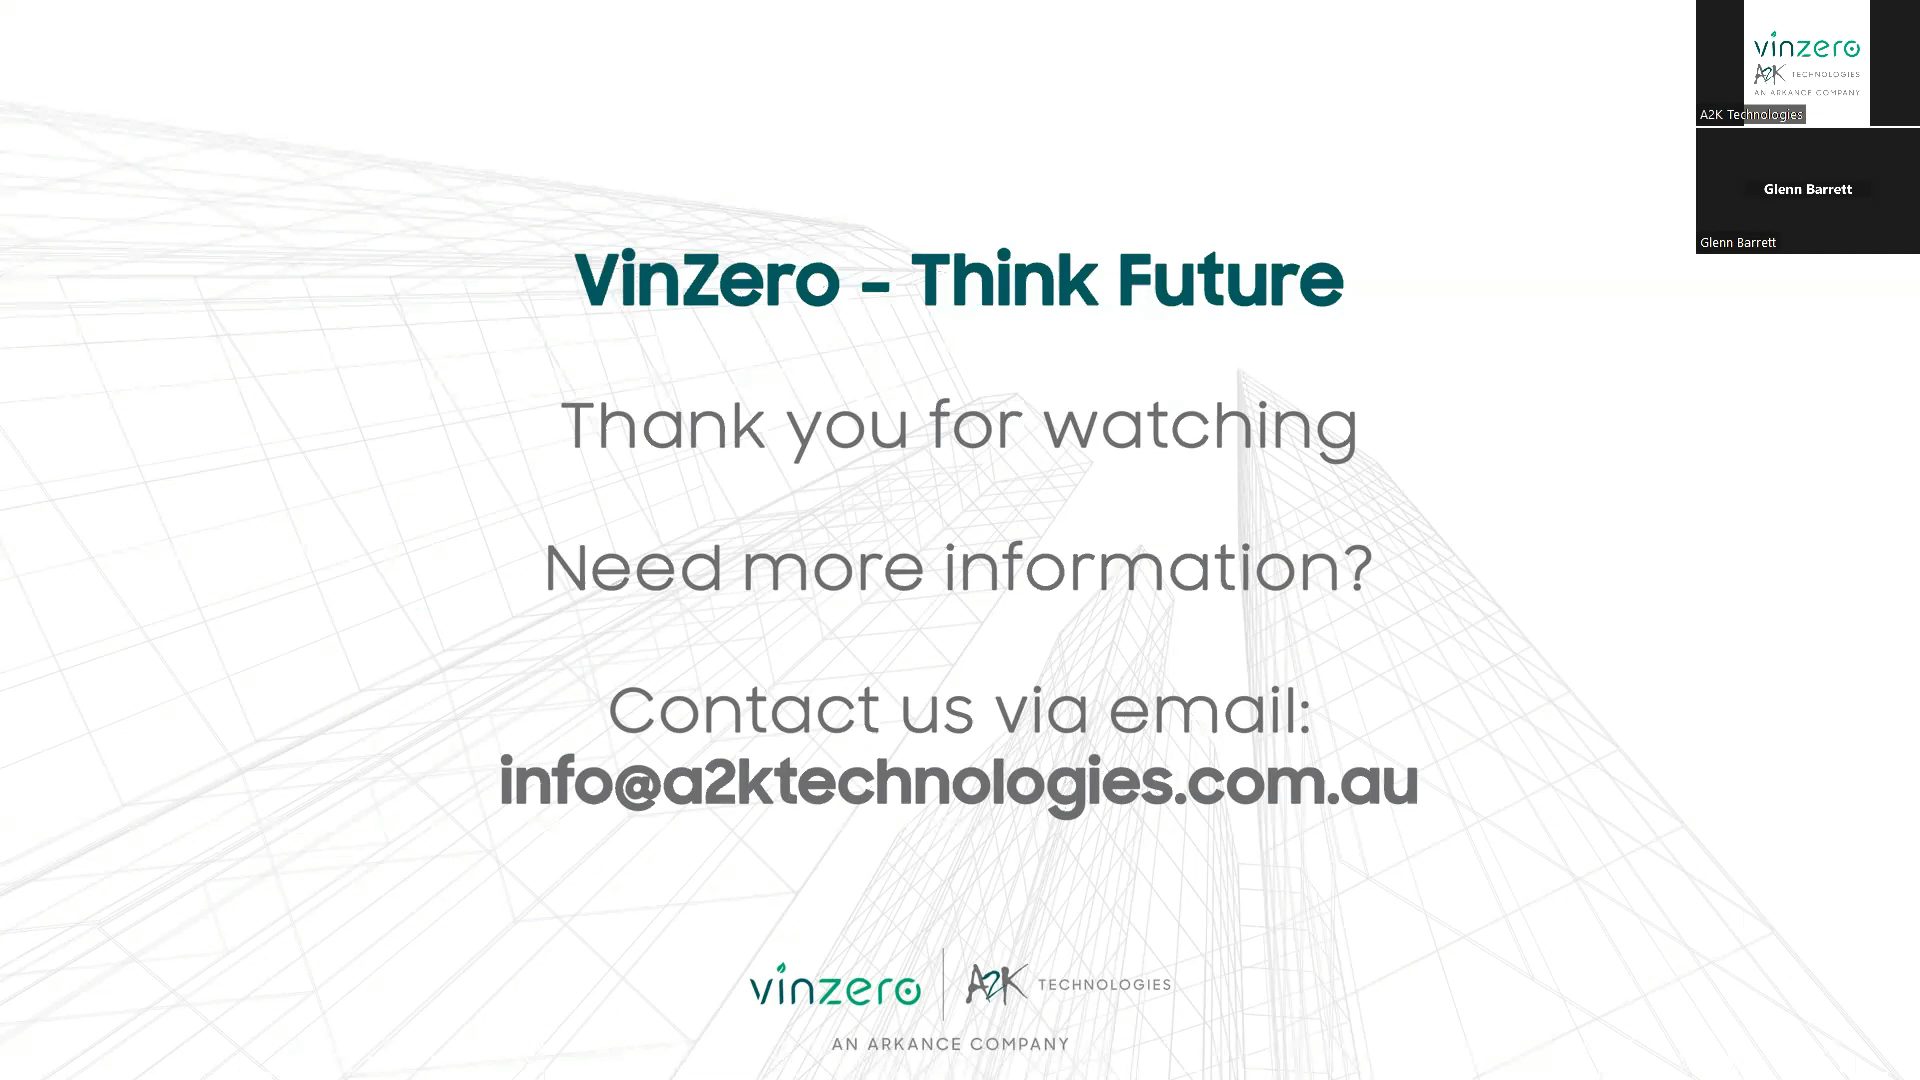 vinzero
A2K TECHNOLOGIES
AN ARKANCE COMPANY
A2K Technologies
Glenn Barrett
Glenn Barrett
VinZero - Think Future
Thank you for watching
Need more information?
Contact us via email:
info@a2ktechnologies.com.au
vinzero A2K TECHNOLOGIES
AN ARKANCE COMPANY